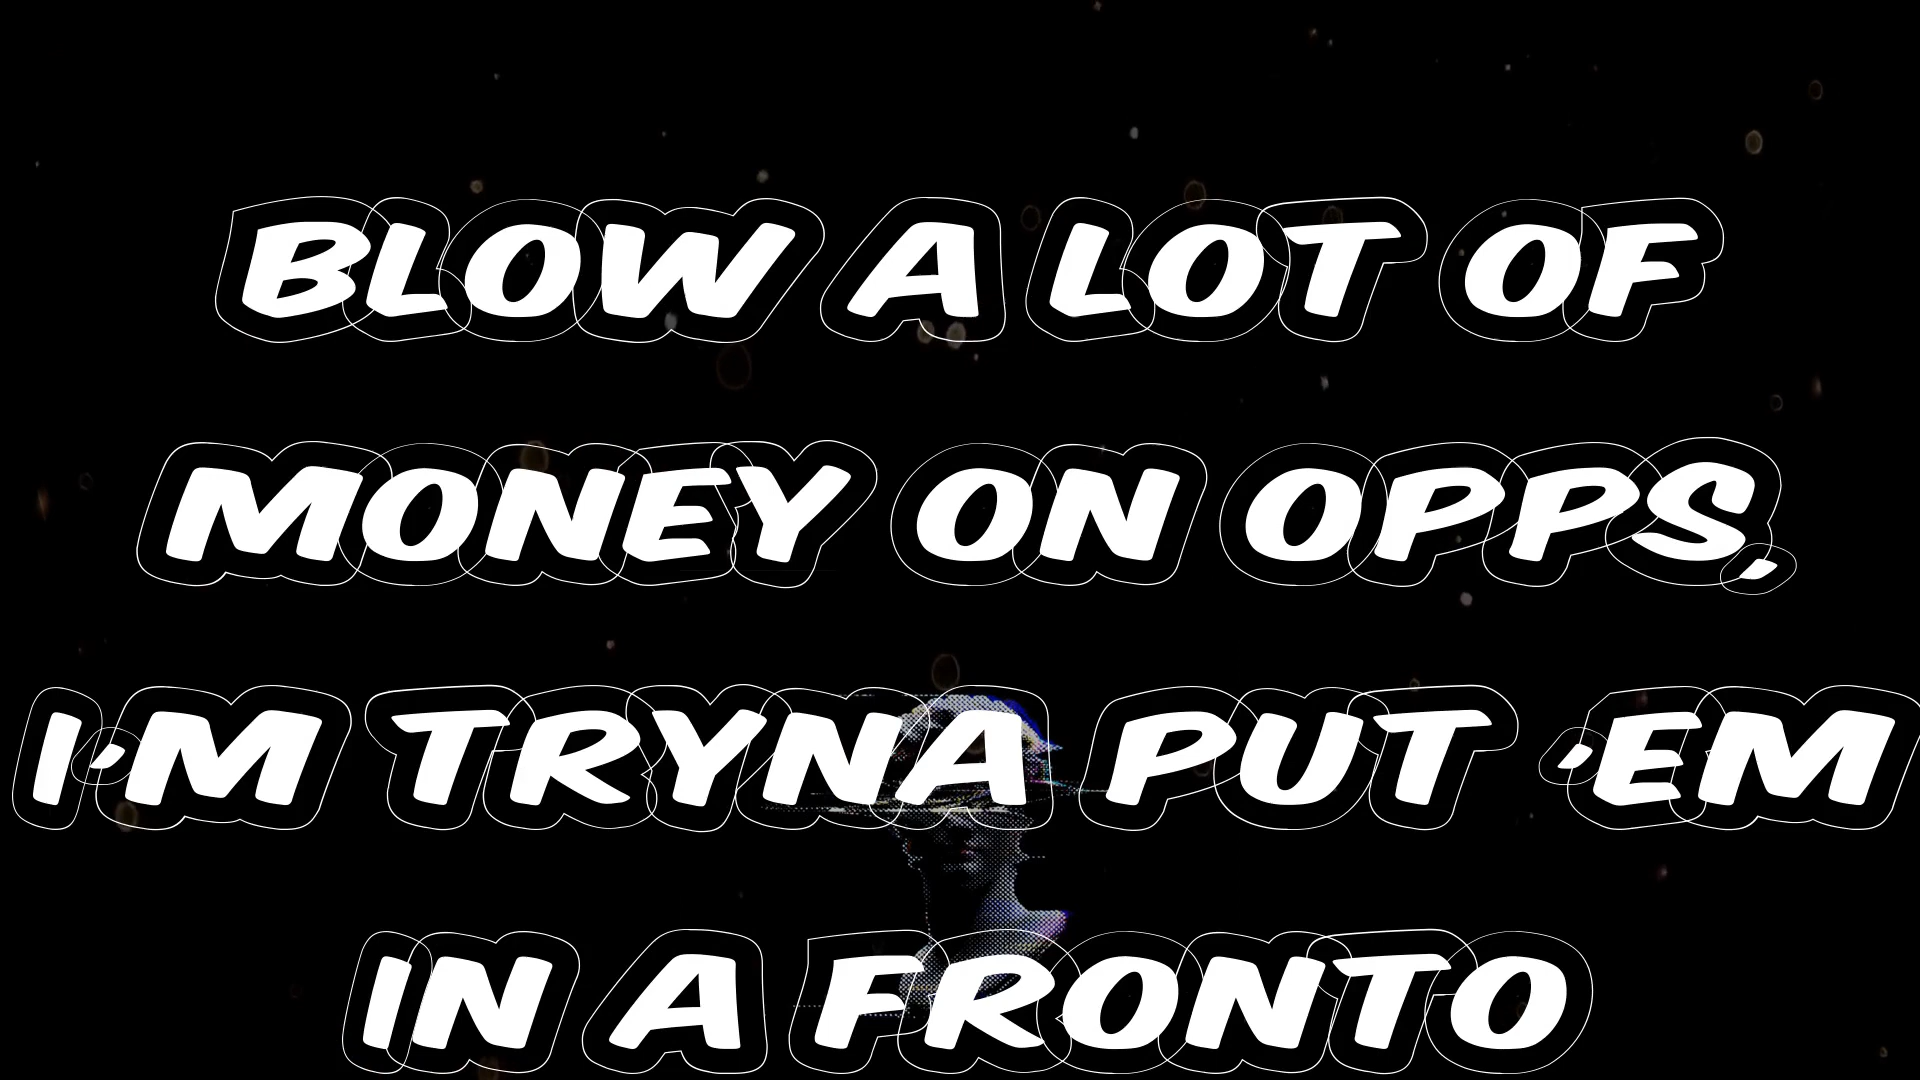 BLOW A LOT OF
MONEY ON OPPS,
I'M TRYNA PUT 'EM
IN A FRONTO